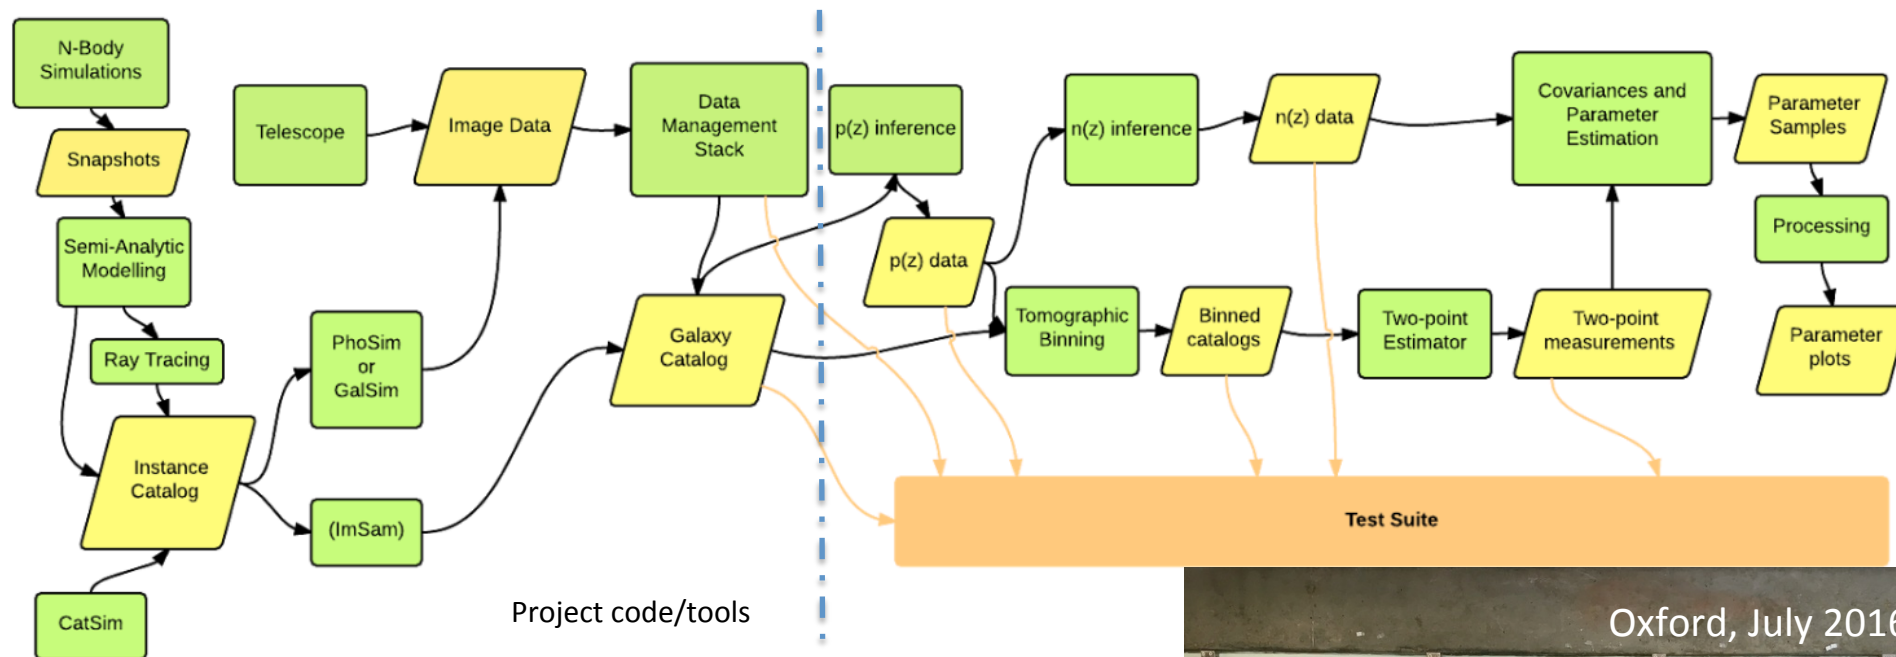 N-Body
Simulations
Snapshots
Semi-Analytic
Modelling
Ray Tracing
Instance
Catalog
CatSim
Telescope
PhoSim
or
GalSim
(ImSam)
Image Data
Data
Management
Stack
Galaxy
Catalog
Project code/tools
p(z) inference
p(z) data
n(z) inference
n(z) data
Tomographic
Binning
Binned
catalogs
Two-point
Estimator
Two-point
measurements
Covariances and
Parameter
Estimation
Parameter
Samples
Processing
Parameter
plots
Test Suite
Oxford, July 2016